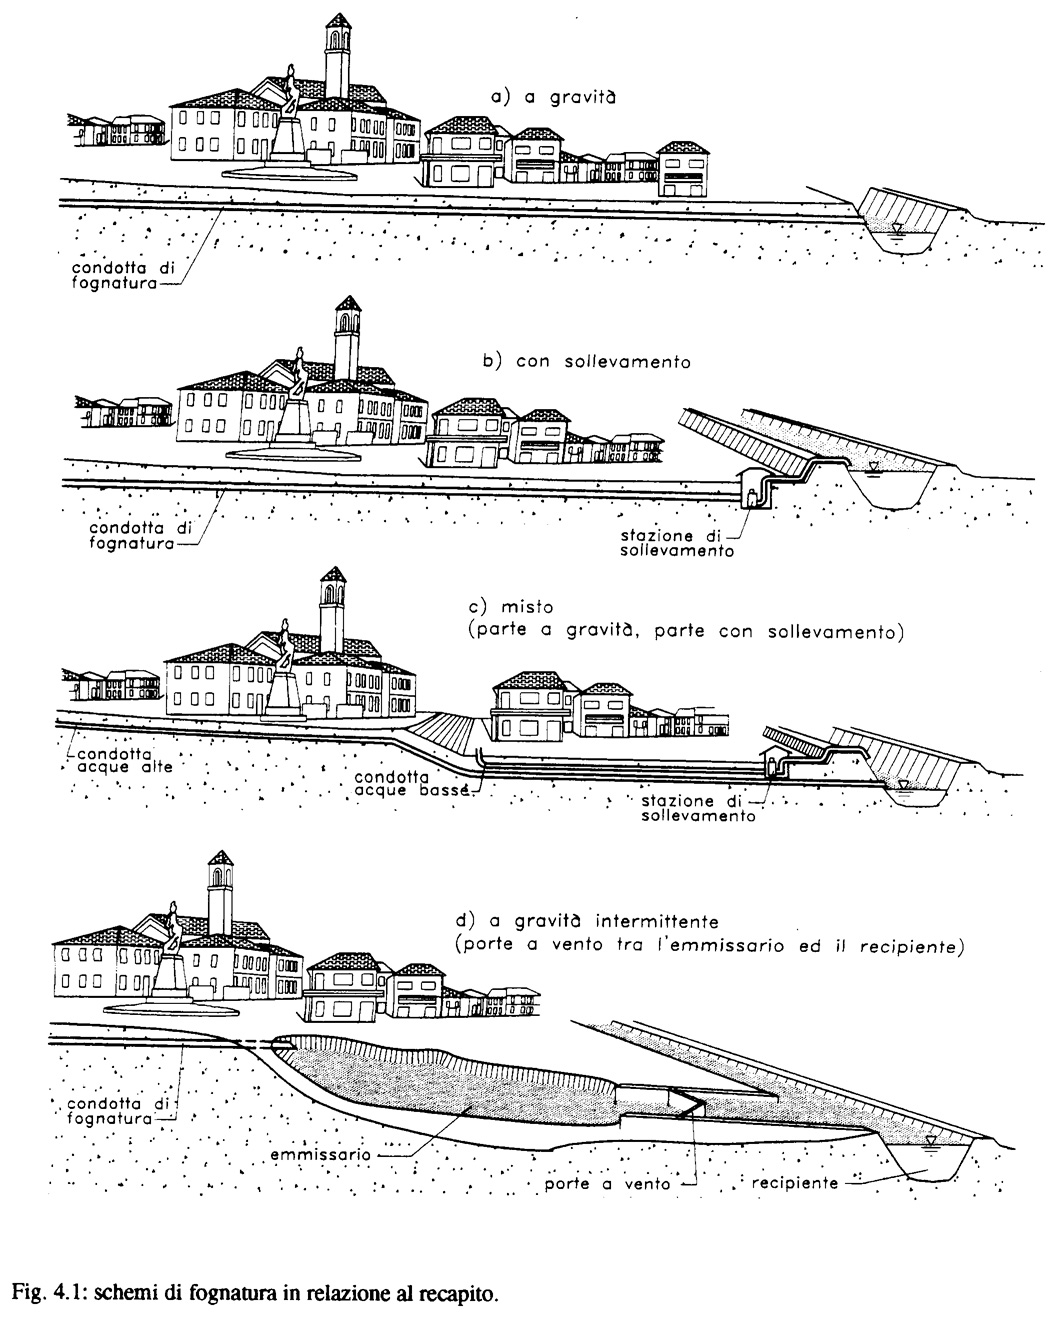 a) a gravità
condotta di
fognatura
b) con sollevamento
condotta di
fognatura
stazione di
sollevamento
c) misto
(parte a gravità, parte con sollevamento)
condotta
acque alte
condotta
acque basse
stazione di
sollevamento
d) a gravità intermittente
(porte a vento tra l'emmissario ed il recipiente)
condotta di
fognatura
emmissario
porte a vento
recipiente
Fig. 4.1: schemi di fognatura in relazione al recapito.